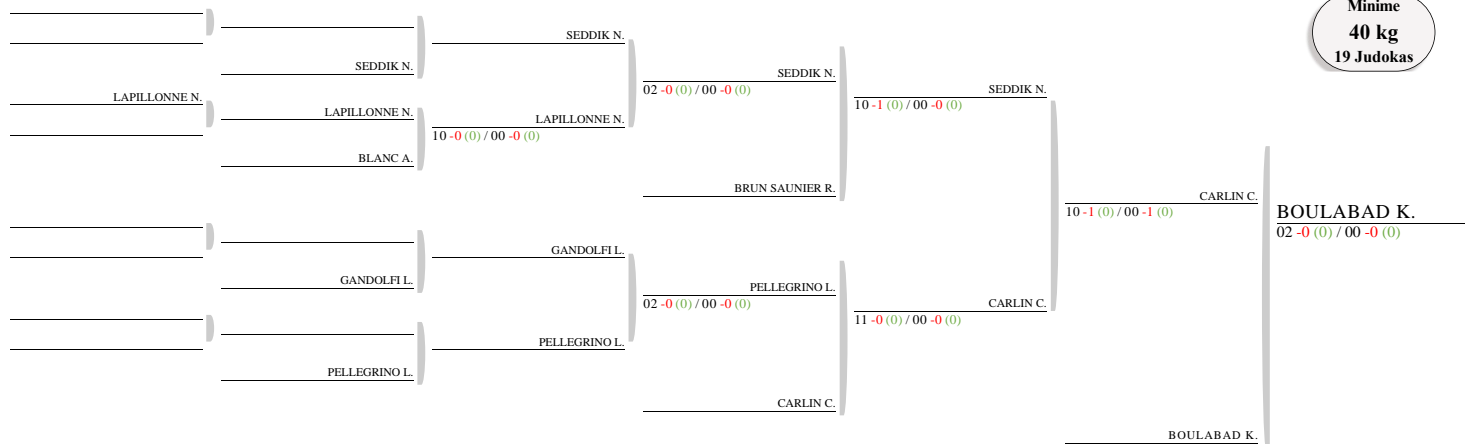 Minime
40 kg
19 Judokas
SEDDIK N.
SEDDIK N.
SEDDIK N.
02 -0 (0) / 00 -0 (0)
SEDDIK N.
10 -1 (0) / 00 -0 (0)
LAPILLONNE N.
LAPILLONNE N.
LAPILLONNE N.
10 -0 (0) / 00 -0 (0)
BLANC A.
BRUN SAUNIER R.
CARLIN C.
10 -1 (0) / 00 -1 (0)
BOULABAD K.
02 -0 (0) / 00 -0 (0)
GANDOLFI L.
GANDOLFI L.
PELLEGRINO L.
02 -0 (0) / 00 -0 (0)
CARLIN C.
11 -0 (0) / 00 -0 (0)
PELLEGRINO L.
PELLEGRINO L.
CARLIN C.
BOULABAD K.